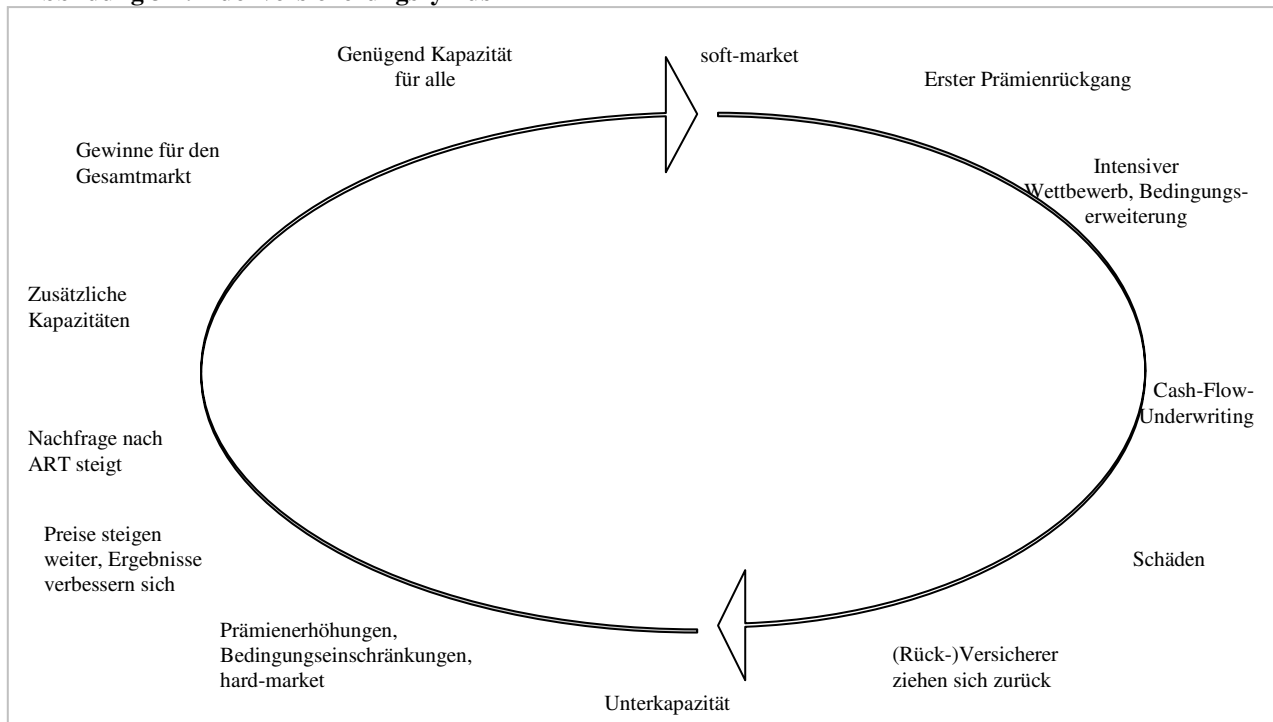 soft-market
Erster Prämienrückgang
Intensiver
Wettbewerb, Bedingungs-
erweiterung
Cash-Flow-
Underwriting
Schäden
(Rück-)Versicherer
ziehen sich zurück
Unterkapazität
Prämienerhöhungen,
Bedingungseinschränkungen,
hard-market
Preise steigen
weiter, Ergebnisse
verbessern sich
Nachfrage nach
ART steigt
Zusätzliche
Kapazitäten
Gewinne für den
Gesamtmarkt
Genügend Kapazität
für alle